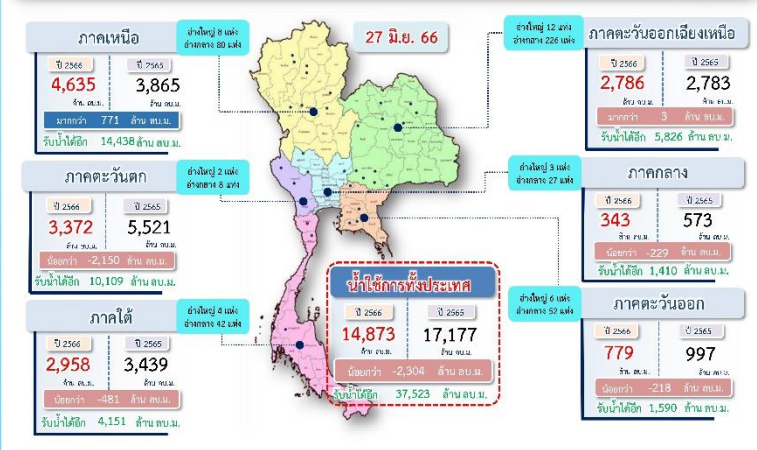 ภาคเหนือ
ปี 2566 ปี 2565
4,635 3,865
ล้าน ลบ.ม. ล้าน ลบ.ม.
มากกว่า 771 ล้าน ลบ.ม.
รับน้ำได้อีก 14,438 ล้าน ลบ.ม.
อ่างใหญ่ 8 แห่ง
อ่างกลาง 80 แห่ง
27 มิ.ย. 66
อ่างใหญ่ 12 แห่ง
อ่างกลาง 226 แห่ง
ภาคตะวันออกเฉียงเหนือ
ปี 2566 ปี 2565
2,786 2,783
ล้าน ลบ.ม. ล้าน ลบ.ม.
มากกว่า 3 ล้าน ลบ.ม.
รับน้ำได้อีก 5,826 ล้าน ลบ.ม.
ภาคตะวันตก
ปี 2566 ปี 2565
3,372 5,521
ล้าน ลบ.ม. ล้าน ลบ.ม.
น้อยกว่า -2,150 ล้าน ลบ.ม.
รับน้ำได้อีก 10,109 ล้าน ลบ.ม.
อ่างใหญ่ 2 แห่ง
อ่างกลาง 8 แห่ง
อ่างใหญ่ 3 แห่ง
อ่างกลาง 27 แห่ง
ภาคกลาง
ปี 2566 ปี 2565
343 573
ล้าน ลบ.ม. ล้าน ลบ.ม.
น้อยกว่า -229 ล้าน ลบ.ม.
รับน้ำได้อีก 1,410 ล้าน ลบ.ม.
ภาคใต้
ปี 2566 ปี 2565
2,958 3,439
ล้าน ลบ.ม. ล้าน ลบ.ม.
น้อยกว่า -481 ล้าน ลบ.ม.
รับน้ำได้อีก 4,151 ล้าน ลบ.ม.
อ่างใหญ่ 4 แห่ง
อ่างกลาง 42 แห่ง
น้ำใช้การทั้งประเทศ
ปี 2566 ปี 2565
14,873 17,177
ล้าน ลบ.ม. ล้าน ลบ.ม.
น้อยกว่า -2,304 ล้าน ลบ.ม.
รับน้ำได้อีก 37,523 ล้าน ลบ.ม.
อ่างใหญ่ 6 แห่ง
อ่างกลาง 52 แห่ง
ภาคตะวันออก
ปี 2566 ปี 2565
779 997
ล้าน ลบ.ม. ล้าน ลบ.ม.
น้อยกว่า -218 ล้าน ลบ.ม.
รับน้ำได้อีก 1,590 ล้าน ลบ.ม.